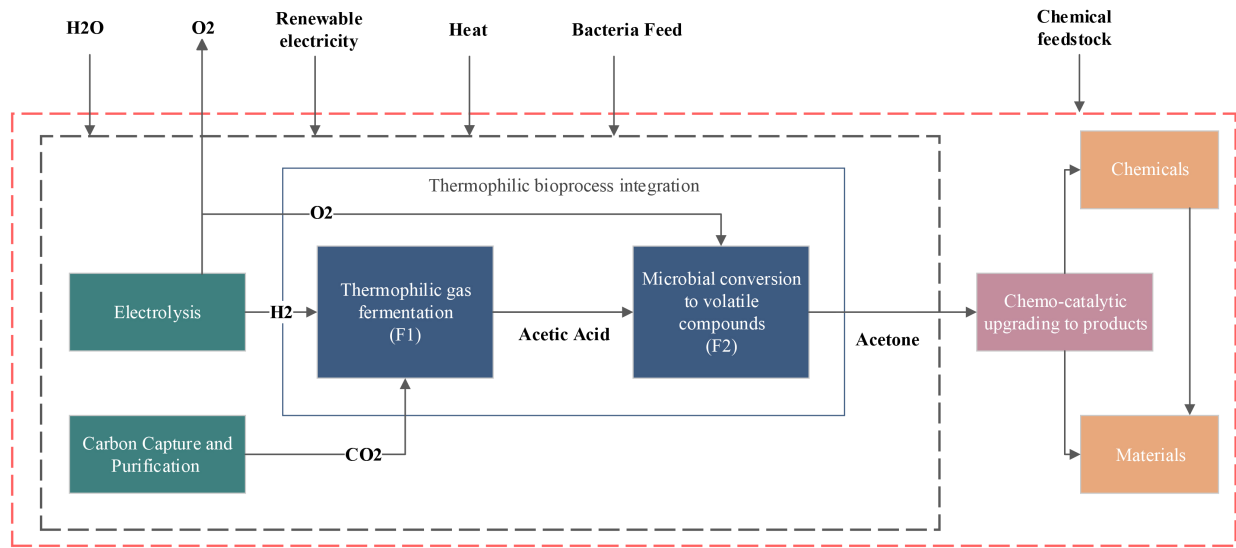 H2O
O2
Renewable
electricity
Heat
Bacteria Feed
Chemical
feedstock
Thermophilic bioprocess integration
O2
Chemicals
Electrolysis
H2
Thermophilic gas
fermentation
(F1)
Acetic Acid
Microbial conversion
to volatile
compounds
(F2)
Acetone
Chemo-catalytic
upgrading to products
Carbon Capture and
Purification
CO2
Materials